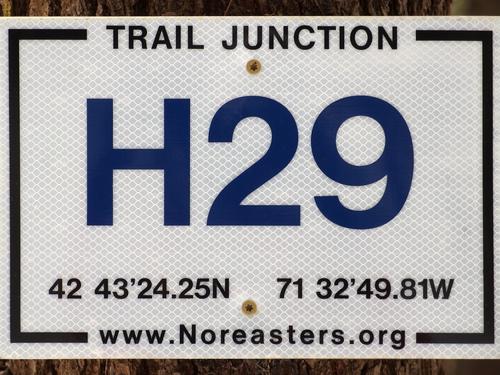 TRAIL JUNCTION
H29
42 43'24.25N 71 32'49.81W
www.Noreasters.org